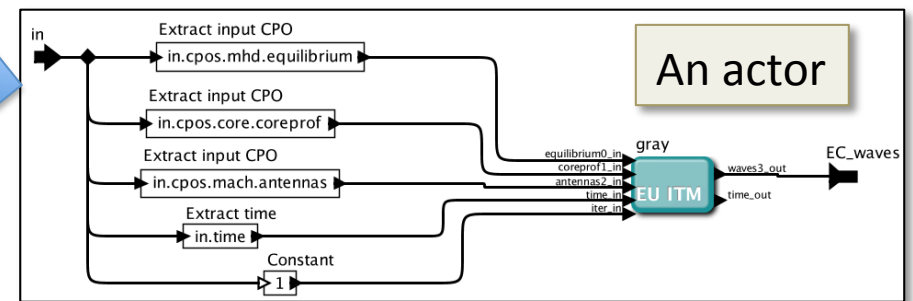 in
Extract input CPO
in.cpos.mhd.equilibrium
Extract input CPO
in.cpos.core.coreprof
Extract input CPO
in.cpos.mach.antennas
Extract time
in.time
Constant
1
An actor
gray
equilibrium0_in
coreprof1_in
antennas2_in
time_in
iter_in
EU ITM
waves3_out
time_out
EC_waves